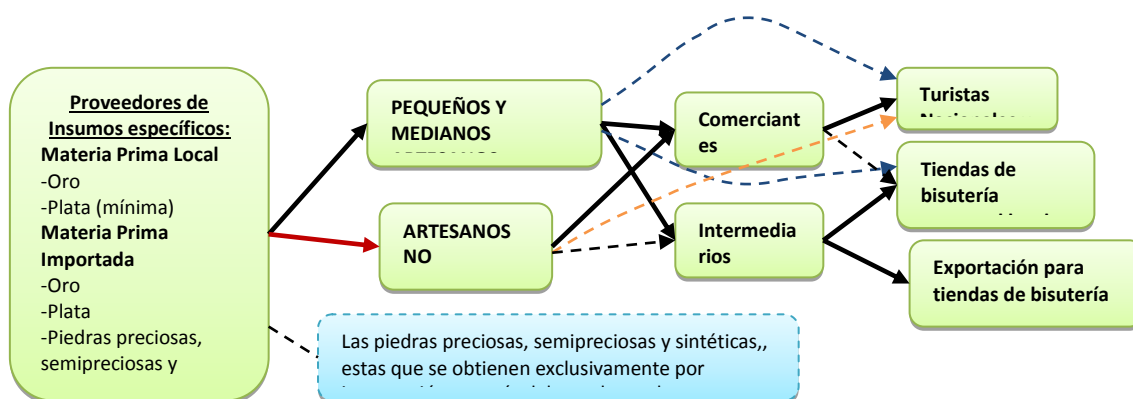 Proveedores de
Insumos específicos:
Materia Prima Local
-Oro
-Plata (mínima)
Materia Prima
Importada
-Oro
-Plata
-Piedras preciosas,
semipreciosas y
PEQUEÑOS Y
MEDIANOS
ARTESANOS
ARTESANOS
NO
Comerciant
es
Intermedia
rios
Turistas
Nacionales
Tiendas de
bisutería
Exportación para
tiendas de bisutería
Las piedras preciosas, semipreciosas y sintéticas,,
estas que se obtienen exclusivamente por